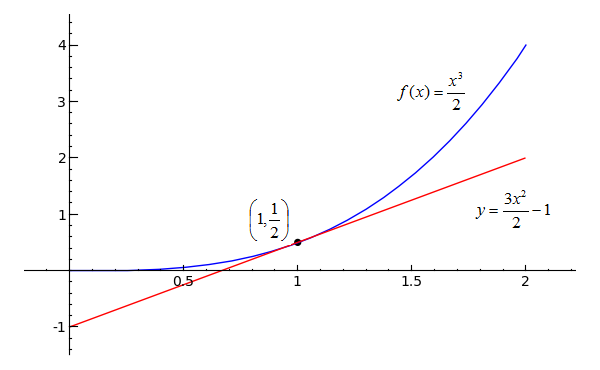 4
f(x) = x³/2
3
2
(1, 1/2)
1
y = 3x²/2 − 1
0.5 1 1.5 2
-1